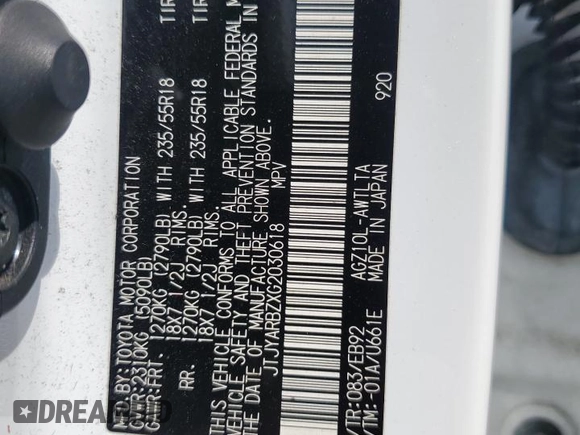 MFD.BY:TOYOTA MOTOR CORPORATION
GVWR:2310KG (5090LB)
GAWR:FRT. 1270KG (2790LB) WITH 235/55R18 TIR
18X7 1/2J RIMS.
RR. 1270KG (2790LB) WITH 235/55R18 TIR
18X7 1/2J RIMS.
THIS VEHICLE CONFORMS TO ALL APPLICABLE FEDERAL M
VEHICLE SAFETY AND THEFT PREVENTION STANDARDS IN
THE DATE OF MANUFACTURE SHOWN ABOVE.
JTJYARBZXG2030618 MPV
920
/TR:083/EB92 AGZ10L-AWTLTA
TM:-01A/U661E MADE IN JAPAN
DREAM